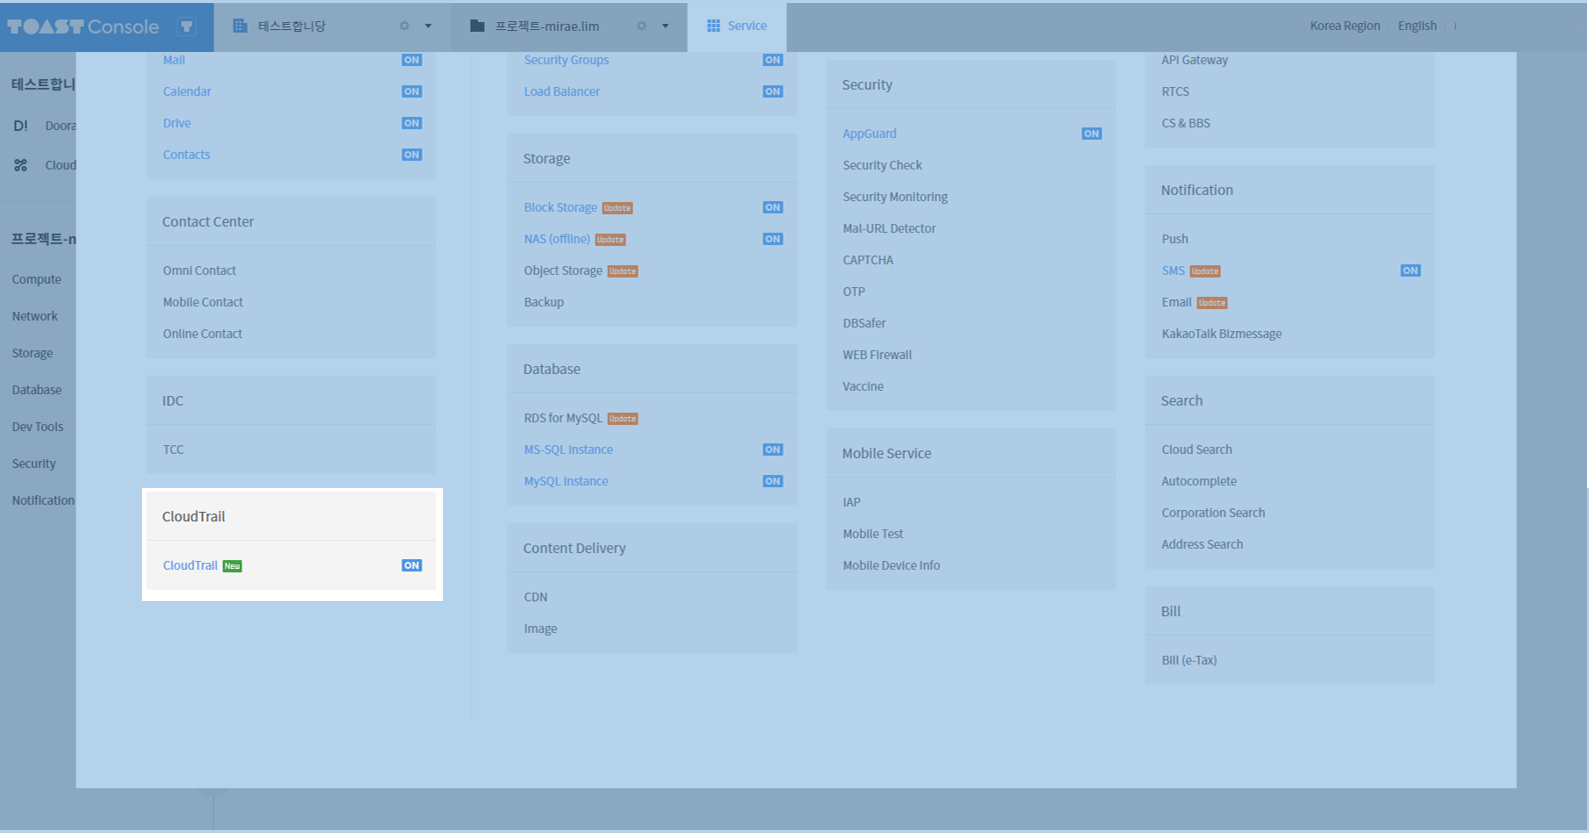 TOAST Console
테스트합니당
프로젝트-mirae.lim
Service
Korea Region
English
테스트합니
D! Doora
Cloud
프로젝트-m
Compute
Network
Storage
Database
Dev Tools
Security
Notification
Mail ON
Calendar ON
Drive ON
Contacts ON
Contact Center
Omni Contact
Mobile Contact
Online Contact
IDC
TCC
CloudTrail
CloudTrail New ON
Security Groups ON
Load Balancer ON
Storage
Block Storage Update ON
NAS (offline) Update ON
Object Storage Update
Backup
Database
RDS for MySQL Update
MS-SQL Instance ON
MySQL Instance ON
Content Delivery
CDN
Image
Security
AppGuard ON
Security Check
Security Monitoring
Mal-URL Detector
CAPTCHA
OTP
DBSafer
WEB Firewall
Vaccine
Mobile Service
IAP
Mobile Test
Mobile Device Info
API Gateway
RTCS
CS & BBS
Notification
Push
SMS Update ON
Email Update
KakaoTalk Bizmessage
Search
Cloud Search
Autocomplete
Corporation Search
Address Search
Bill
Bill (e-Tax)